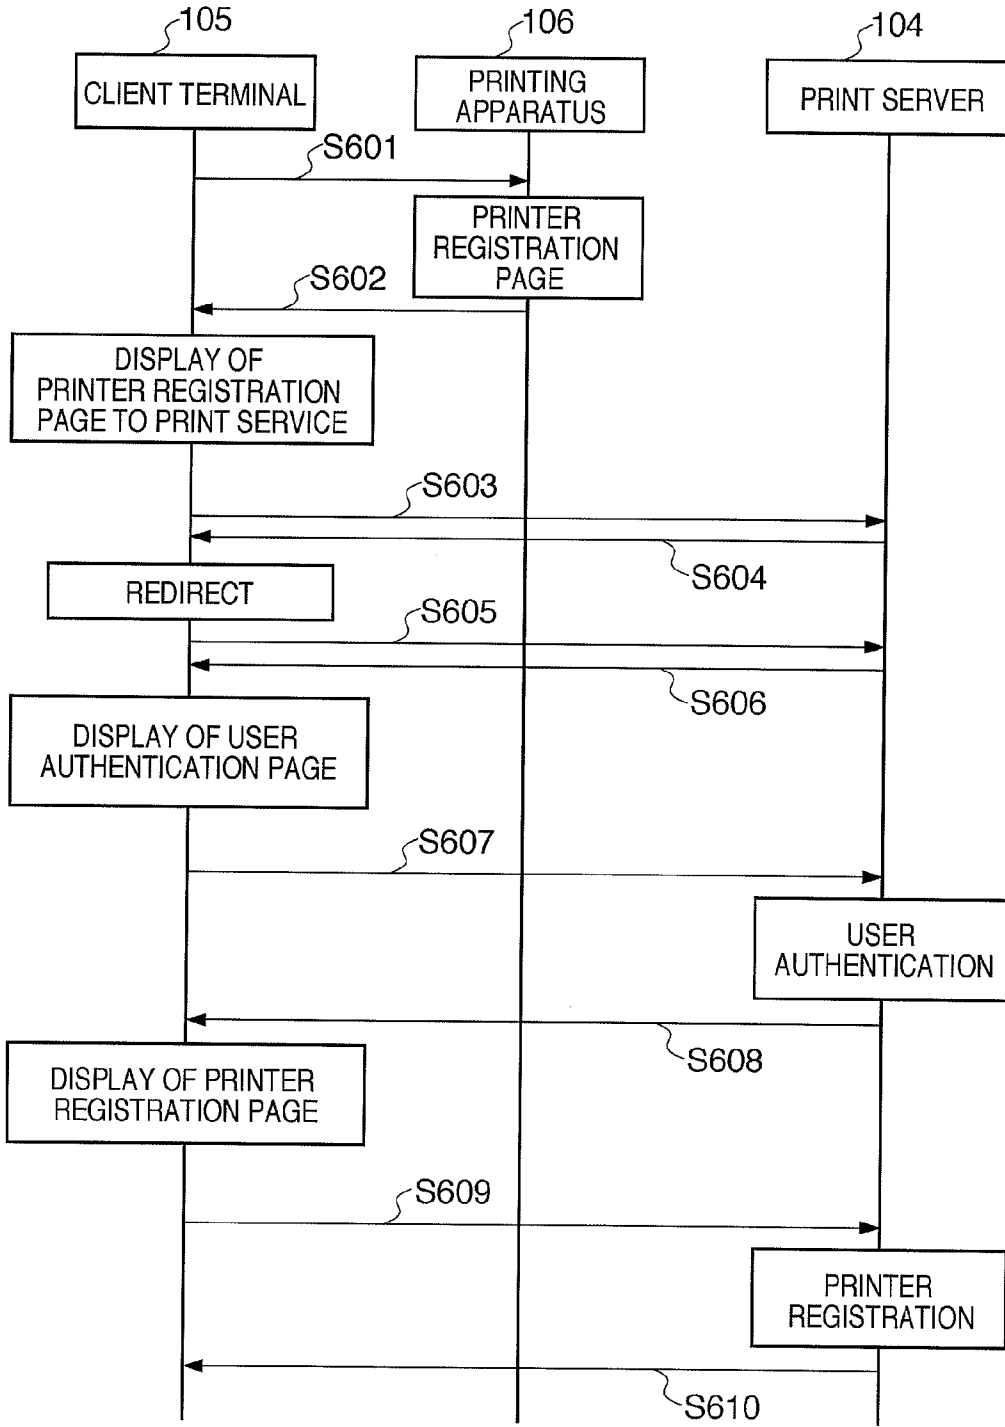 105
106
104
CLIENT TERMINAL
PRINTING
APPARATUS
PRINT SERVER
S601
PRINTER
REGISTRATION
PAGE
S602
DISPLAY OF
PRINTER REGISTRATION
PAGE TO PRINT SERVICE
S603
S604
REDIRECT
S605
S606
DISPLAY OF USER
AUTHENTICATION PAGE
S607
USER
AUTHENTICATION
S608
DISPLAY OF PRINTER
REGISTRATION PAGE
S609
PRINTER
REGISTRATION
S610